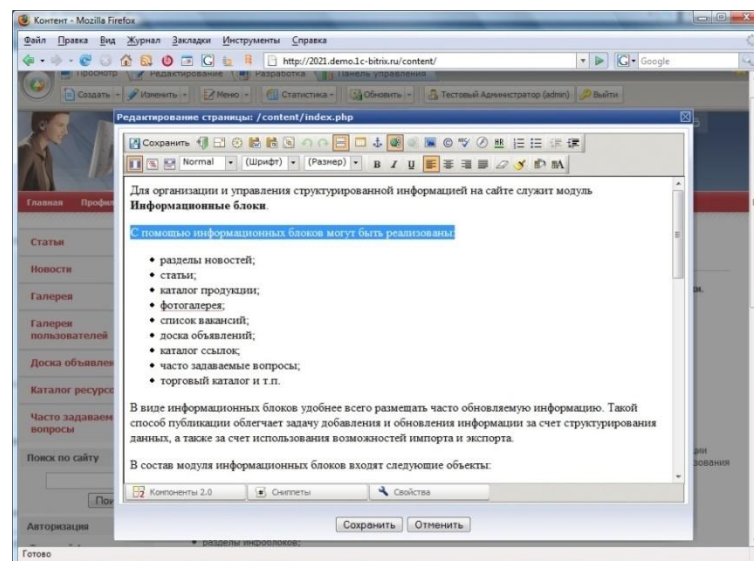 Контент - Mozilla Firefox
Файл Правка Вид Журнал Закладки Инструменты Справка
http://2021.demo.1c-bitrix.ru/content/ Google
Просмотр Редактирование Разработка Панель управления
Создать Изменить Меню Статистика Обновить Тестовый Администратор (admin) Выйти
Редактирование страницы: /content/index.php
Сохранить
Normal (Шрифт) (Размер) B I U
Для организации и управления структурированной информацией на сайте служит модуль
Информационные блоки.
С помощью информационных блоков могут быть реализованы:
• разделы новостей;
• статьи;
• каталог продукции;
• фотогалерея;
• список вакансий;
• доска объявлений;
• каталог ссылок;
• часто задаваемые вопросы;
• торговый каталог и т.п.
В виде информационных блоков удобнее всего размещать часто обновляемую информацию. Такой
способ публикации облегчает задачу добавления и обновления информации за счет структурирования
данных, а также за счет использования возможностей импорта и экспорта.
В состав модуля информационных блоков входят следующие объекты:
Компоненты 2.0 Сниппеты Свойства
Сохранить Отменить
Главная Профил
Статьи
Новости
Галерея
Галерея
пользователей
Доска объявлен
Каталог ресурсо
Часто задаваем
вопросы
Поиск по сайту
Пои
Авторизация
• разделы инфоблоков;
Готово